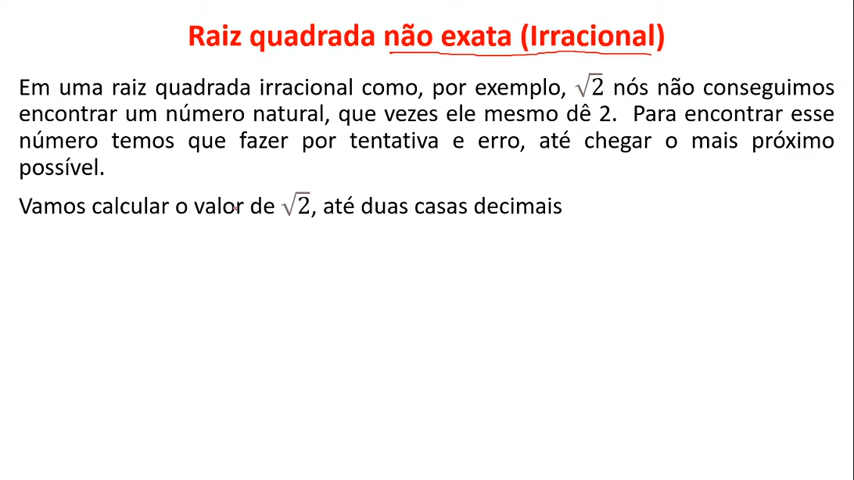 Raiz quadrada não exata (Irracional)
Em uma raiz quadrada irracional como, por exemplo, √2 nós não conseguimos
encontrar um número natural, que vezes ele mesmo dê 2. Para encontrar esse
número temos que fazer por tentativa e erro, até chegar o mais próximo
possível.
Vamos calcular o valor de √2, até duas casas decimais